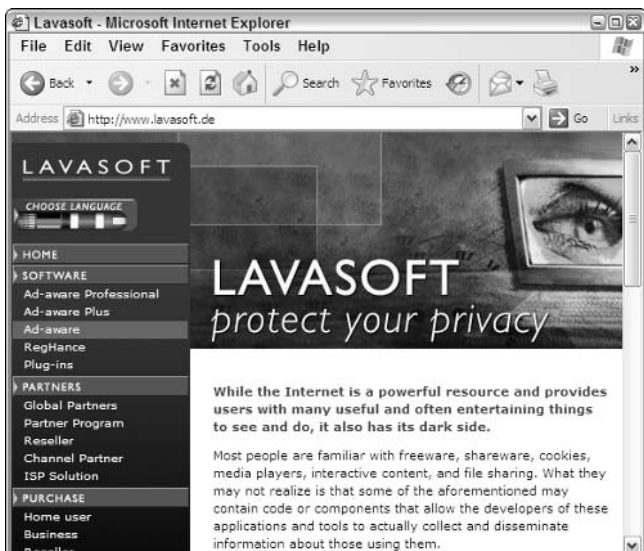 Lavasoft - Microsoft Internet Explorer
File Edit View Favorites Tools Help
Back Search Favorites »
Address http://www.lavasoft.de Go Links
LAVASOFT
CHOOSE LANGUAGE
HOME
SOFTWARE
Ad-aware Professional
Ad-aware Plus
Ad-aware
RegHance
Plug-ins
PARTNERS
Global Partners
Partner Program
Reseller
Channel Partner
ISP Solution
PURCHASE
Home user
Business
Reseller
LAVASOFT
protect your privacy
While the Internet is a powerful resource and provides
users with many useful and often entertaining things
to see and do, it also has its dark side.
Most people are familiar with freeware, shareware, cookies,
media players, interactive content, and file sharing. What they
may not realize is that some of the aforementioned may
contain code or components that allow the developers of these
applications and tools to actually collect and disseminate
information about those using them.